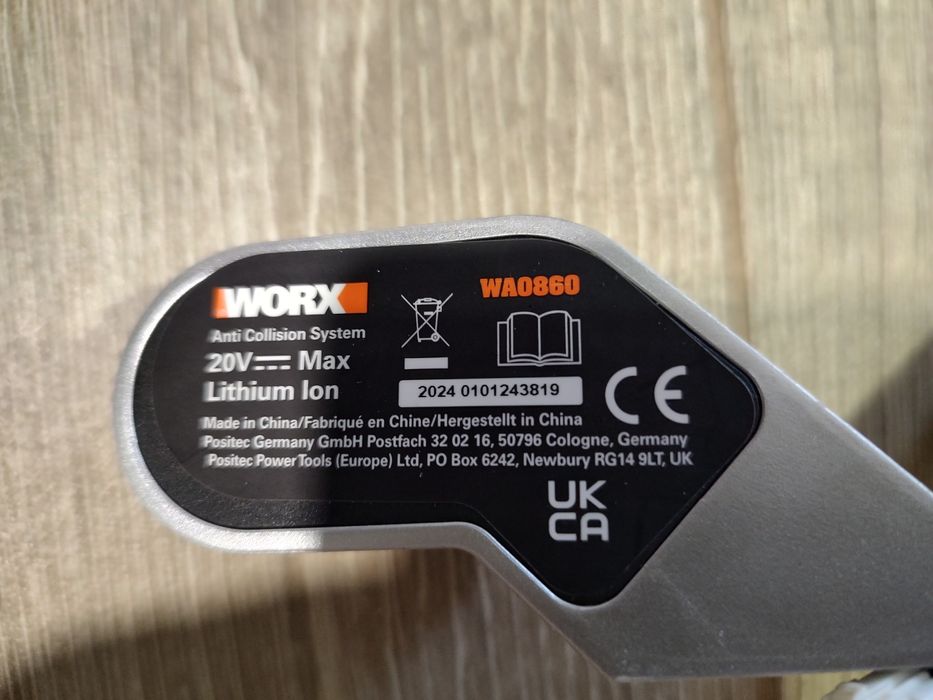 WORX
WA0860
Anti Collision System
20V⎓ Max
Lithium Ion
2024 0101243819
CE
Made in China/Fabriqué en Chine/Hergestellt in China
Positec Germany GmbH Postfach 32 02 16, 50796 Cologne, Germany
Positec Power Tools (Europe) Ltd, PO Box 6242, Newbury RG14 9LT, UK
UK
CA